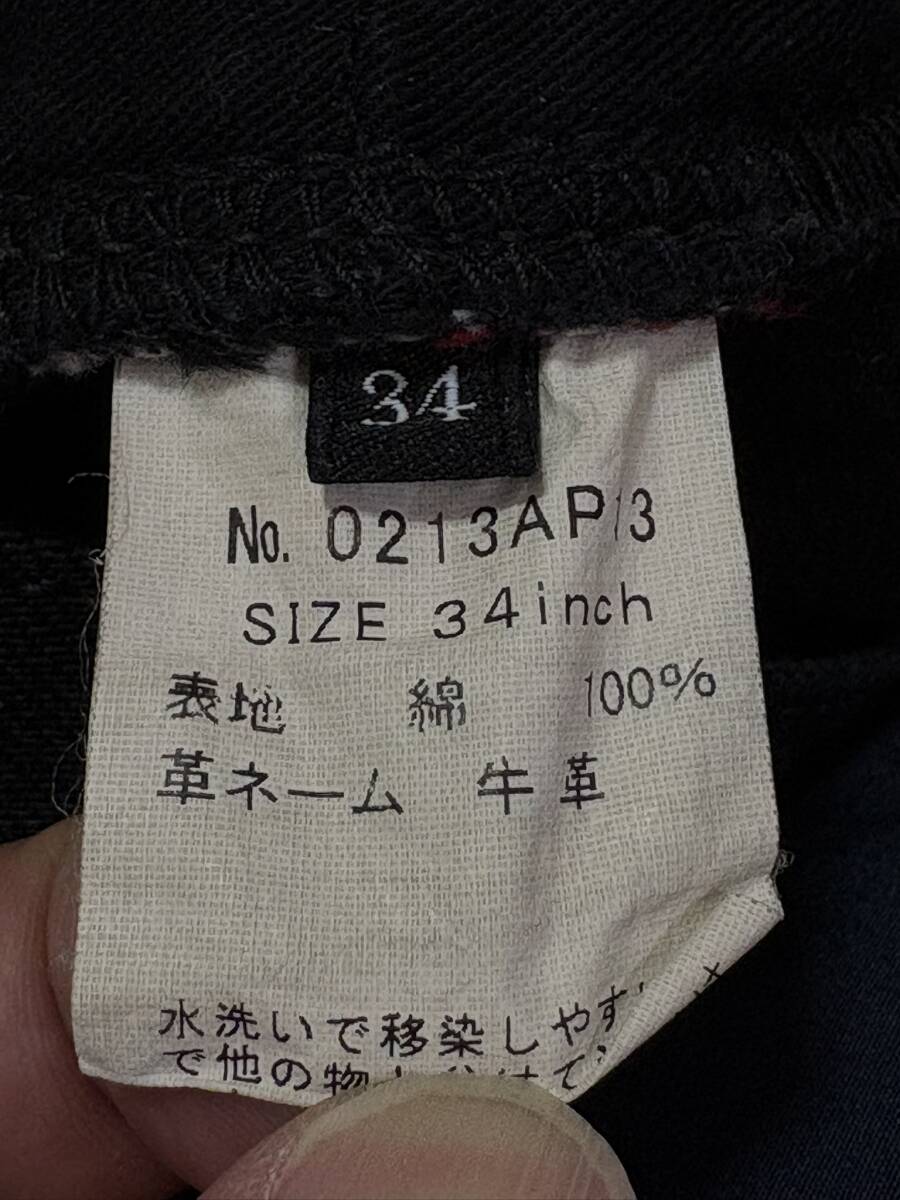 34
No. 0213AP13
SIZE 34inch
表地 綿 100%
革ネーム 牛革
水洗いで移染しやす
で他の物